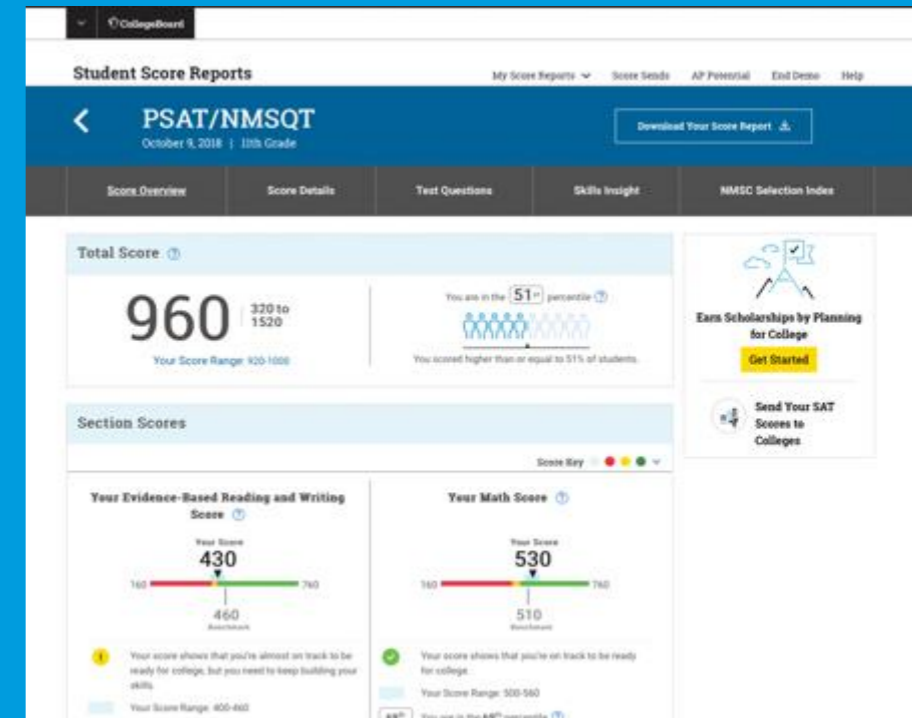 CollegeBoard
Student Score Reports
My Score Reports
Score Sends
AP Potential
End Demo
Help
PSAT/NMSQT
October 9, 2018 | 11th Grade
Download Your Score Report
Score Overview
Score Details
Test Questions
Skills Insight
NMSC Selection Index
Total Score
960
320 to
1520
Your Score Range: 920-1000
You are in the 51st percentile
You scored higher than or equal to 51% of students.
Earn Scholarships by Planning
for College
Get Started
Send Your SAT
Scores to
Colleges
Section Scores
Score Key
Your Evidence-Based Reading and Writing
Score
Your Score
430
160
760
460
Benchmark
Your score shows that you're almost on track to be
ready for college, but you need to keep building your
skills.
Your Score Range: 400-460
Your Math Score
Your Score
530
160
760
510
Benchmark
Your score shows that you're on track to be ready
for college.
Your Score Range: 500-560
You are in the percentile